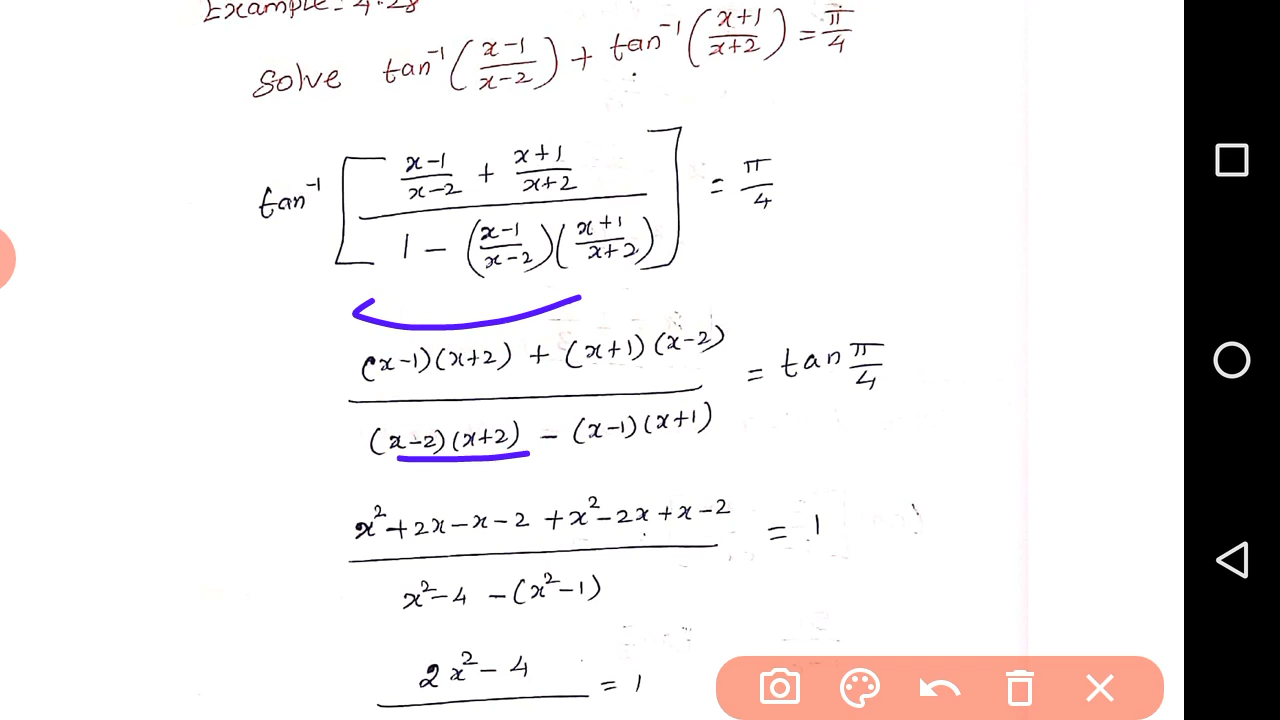 Example: 4.28
Solve tan⁻¹((x-1)/(x-2)) + tan⁻¹((x+1)/(x+2)) = π/4
tan⁻¹[((x-1)/(x-2) + (x+1)/(x+2))/(1 - ((x-1)/(x-2))((x+1)/(x+2)))] = π/4
((x-1)(x+2) + (x+1)(x-2))/((x-2)(x+2) - (x-1)(x+1)) = tan π/4
(x²+2x-x-2+x²-2x+x-2)/(x²-4-(x²-1)) = 1
2x²-4 = 1